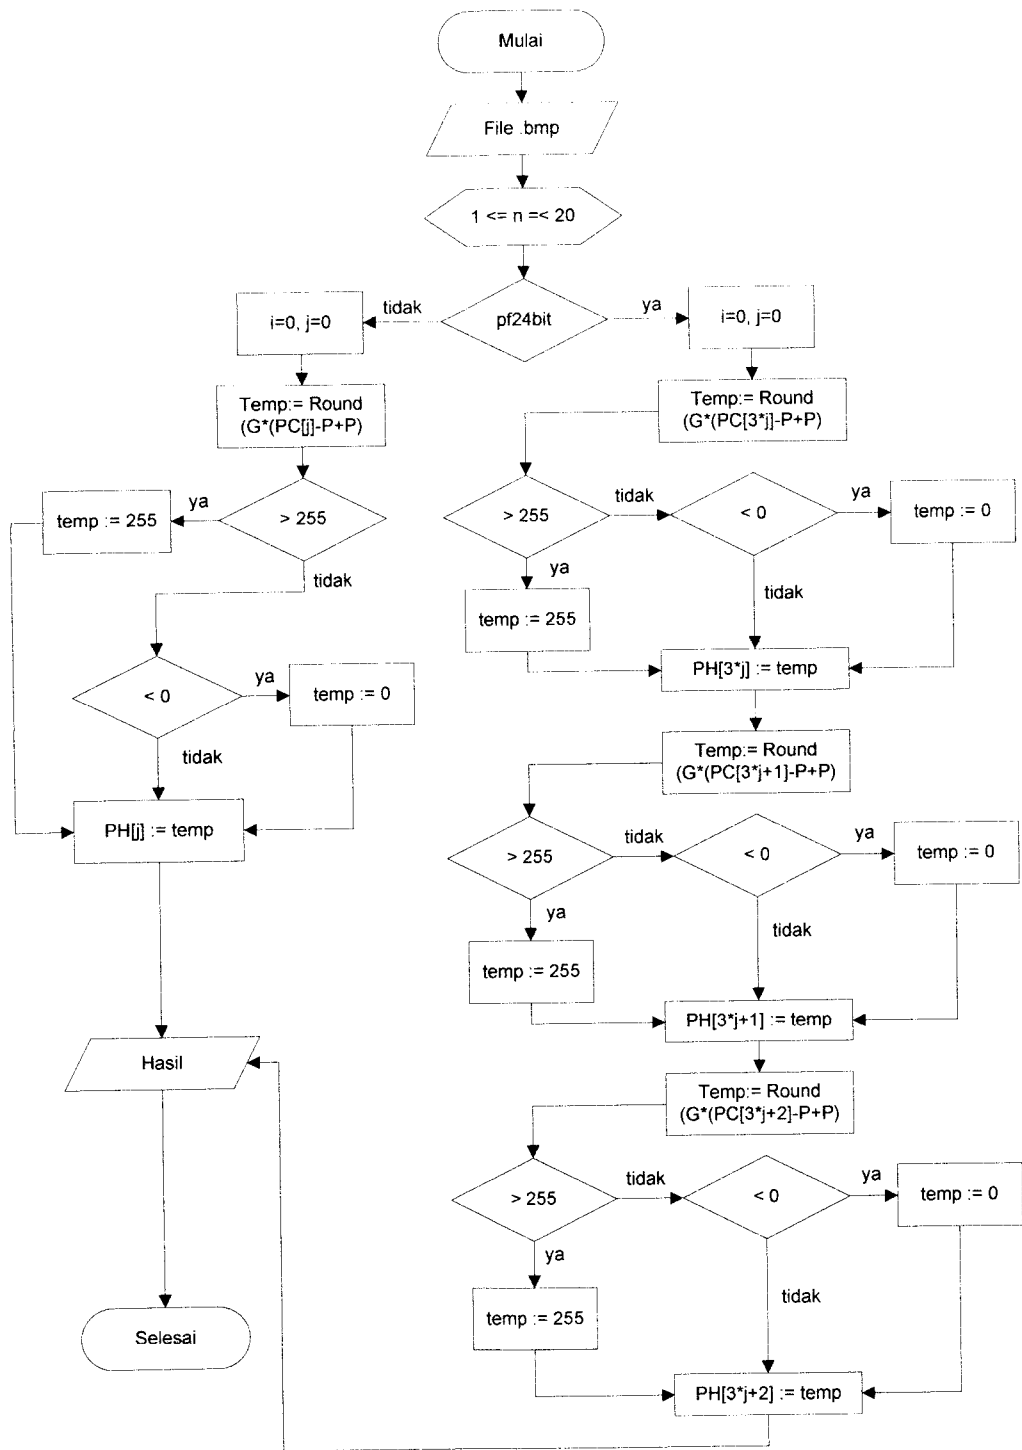 Mulai
File .bmp
1 <= n =< 20
pf24bit
tidak
ya
i=0, j=0
Temp:= Round
(G*(PC[j]-P+P)
> 255
ya
temp := 255
tidak
< 0
ya
temp := 0
tidak
PH[j] := temp
i=0, j=0
Temp:= Round
(G*(PC[3*j]-P+P)
> 255
tidak
< 0
ya
temp := 0
ya
temp := 255
tidak
PH[3*j] := temp
Temp:= Round
(G*(PC[3*j+1]-P+P)
> 255
tidak
< 0
ya
temp := 0
ya
temp := 255
tidak
PH[3*j+1] := temp
Temp:= Round
(G*(PC[3*j+2]-P+P)
> 255
tidak
< 0
ya
temp := 0
ya
temp := 255
tidak
PH[3*j+2] := temp
Hasil
Selesai